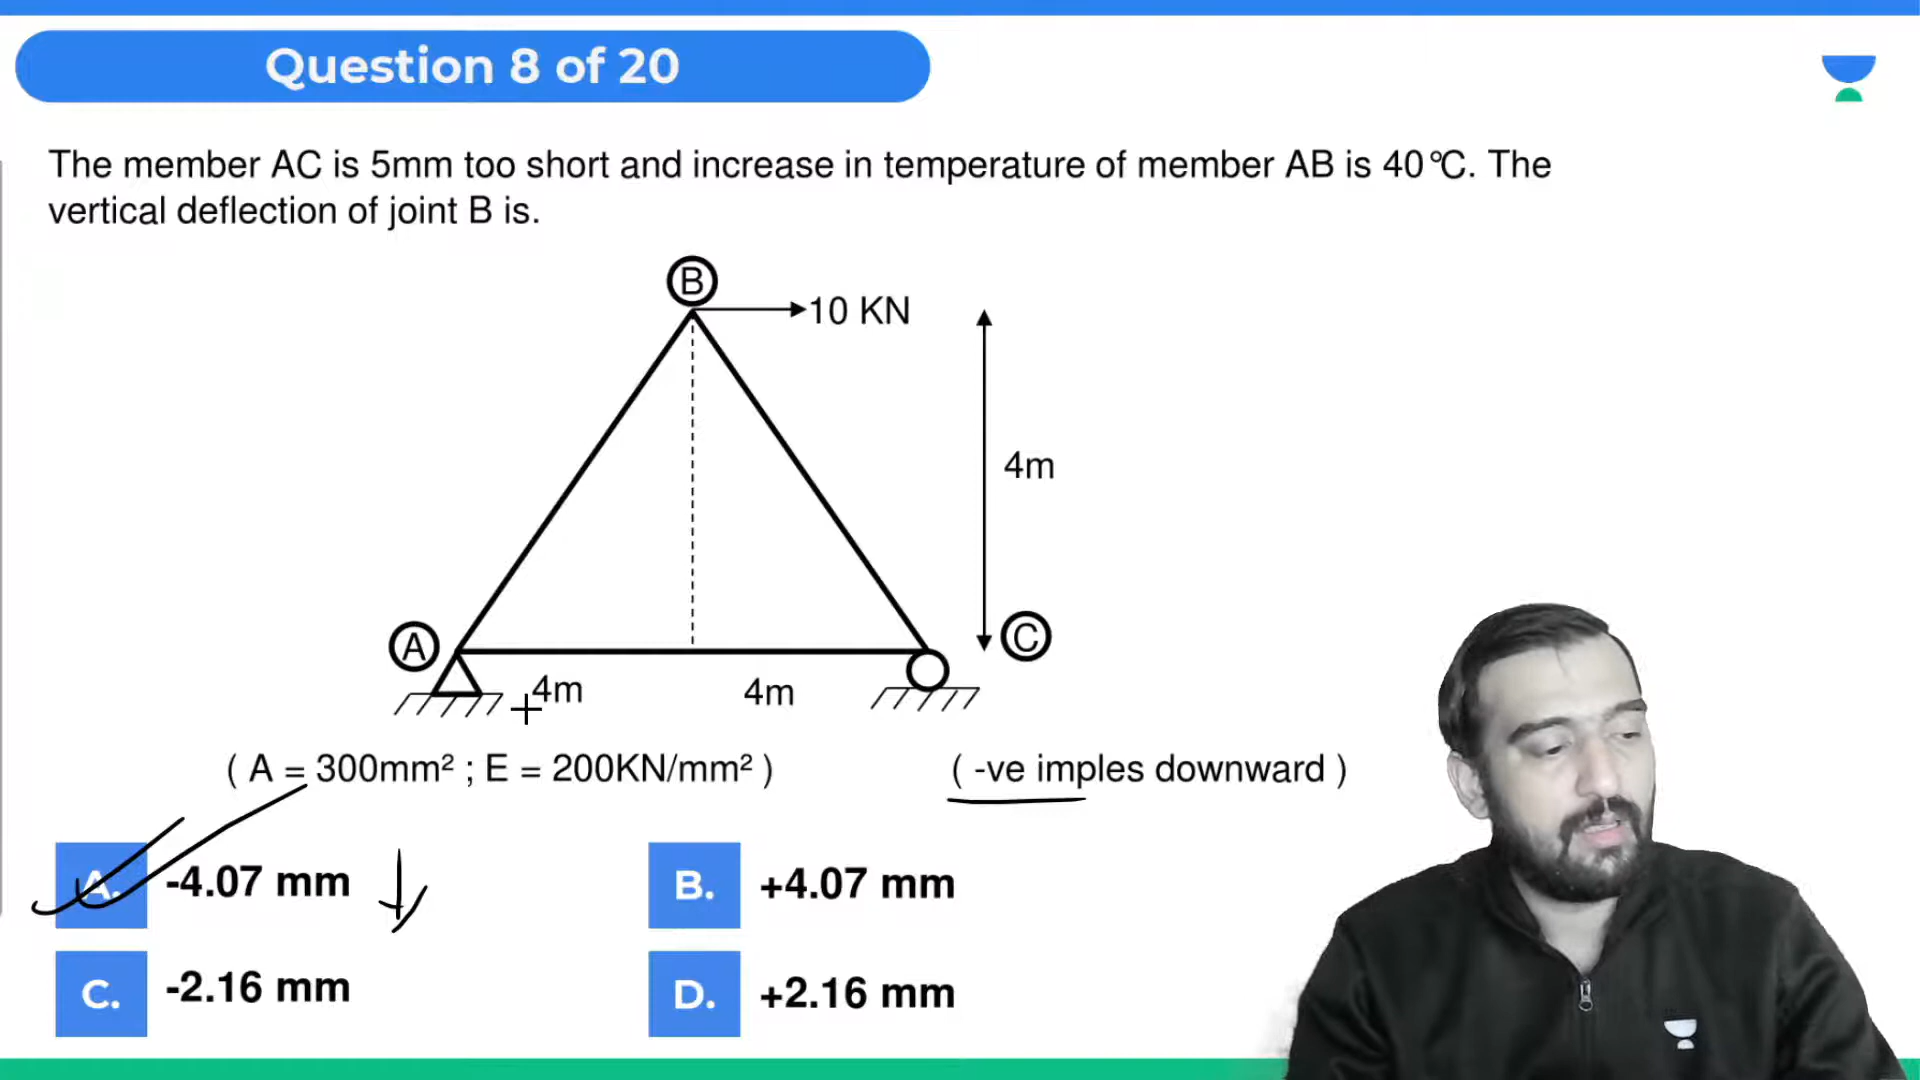 Question 8 of 20
The member AC is 5mm too short and increase in temperature of member AB is 40°C. The
vertical deflection of joint B is.
B
10 KN
4m
A
C
4m
4m
( A = 300mm² ; E = 200KN/mm² )
( -ve imples downward )
A. -4.07 mm
B. +4.07 mm
C. -2.16 mm
D. +2.16 mm